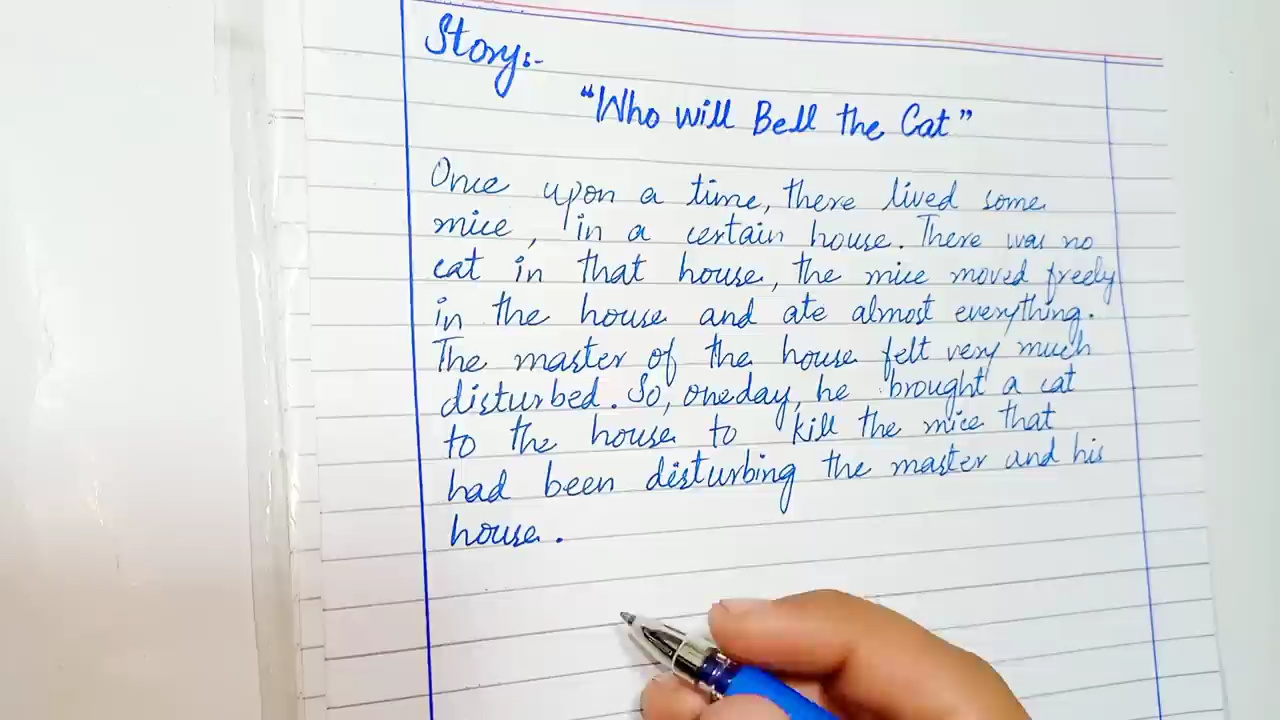 Story:-
"Who will Bell the Cat"
Once upon a time, there lived some
mice, in a certain house. There was no
cat in that house, the mice moved freely
in the house and ate almost everything.
The master of the house felt very much
disturbed. So, oneday, he brought a cat
to the house to kill the mice that
had been disturbing the master and his
house.